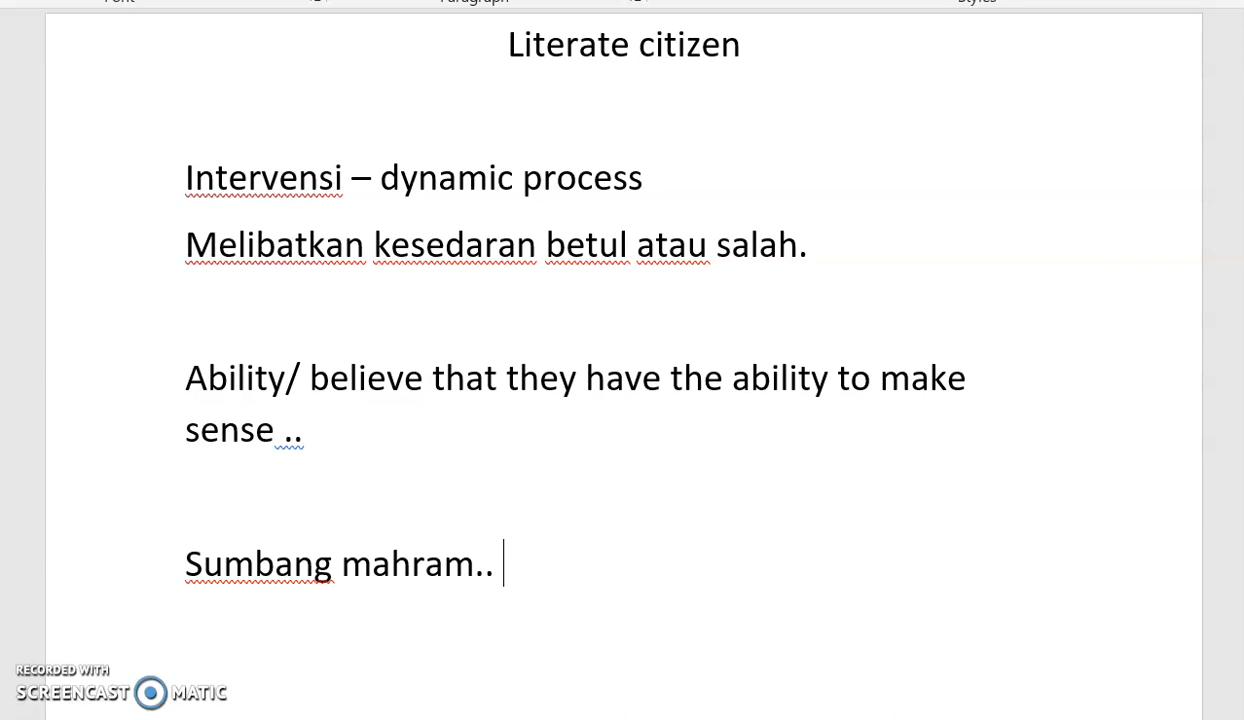 Literate citizen
Intervensi – dynamic process
Melibatkan kesedaran betul atau salah.
Ability/ believe that they have the ability to make
sense ..
Sumbang mahram..
RECORDED WITH
SCREENCAST MATIC